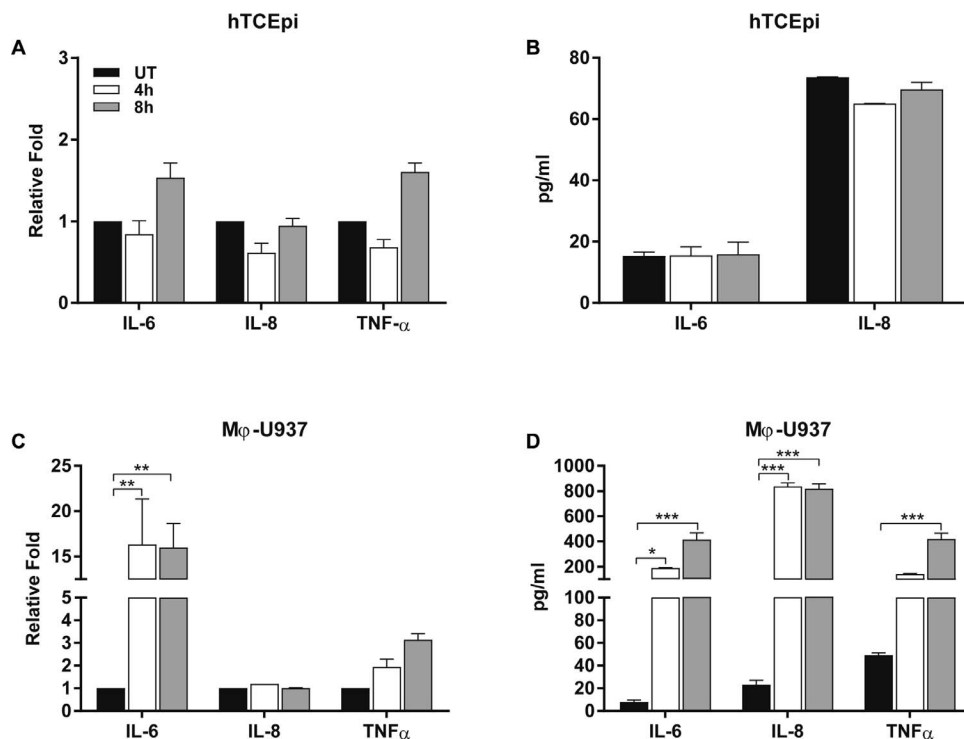 hTCEpi
A
3
2
1
0
Relative Fold
UT
4h
8h
IL-6
IL-8
TNF-α
hTCEpi
B
80
60
40
20
0
pg/ml
IL-6
IL-8
Mφ-U937
C
25
20
15
5
4
3
2
1
0
Relative Fold
**
**
IL-6
IL-8
TNFα
Mφ-U937
D
1000
800
600
400
200
100
80
60
40
20
0
pg/ml
***
*
***
***
***
IL-6
IL-8
TNFα